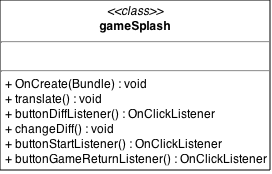 <<class>>
gameSplash
+ OnCreate(Bundle) : void
+ translate() : void
+ buttonDiffListener() : OnClickListener
+ changeDiff() : void
+ buttonStartListener() : OnClickListener
+ buttonGameReturnListener() : OnClickListener